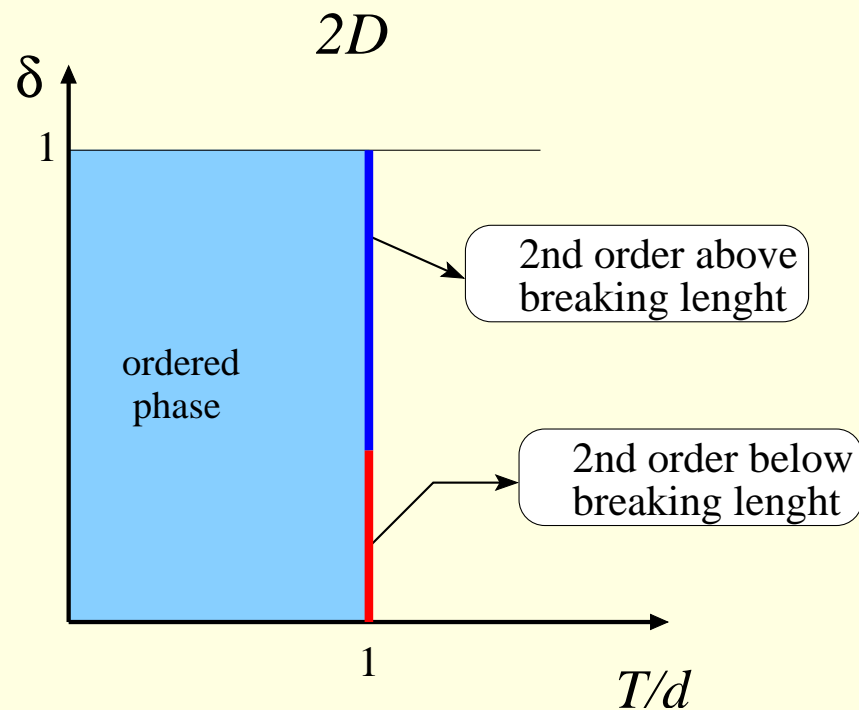 2D
δ
1
2nd order above
breaking lenght
ordered
phase
2nd order below
breaking lenght
1
T/d